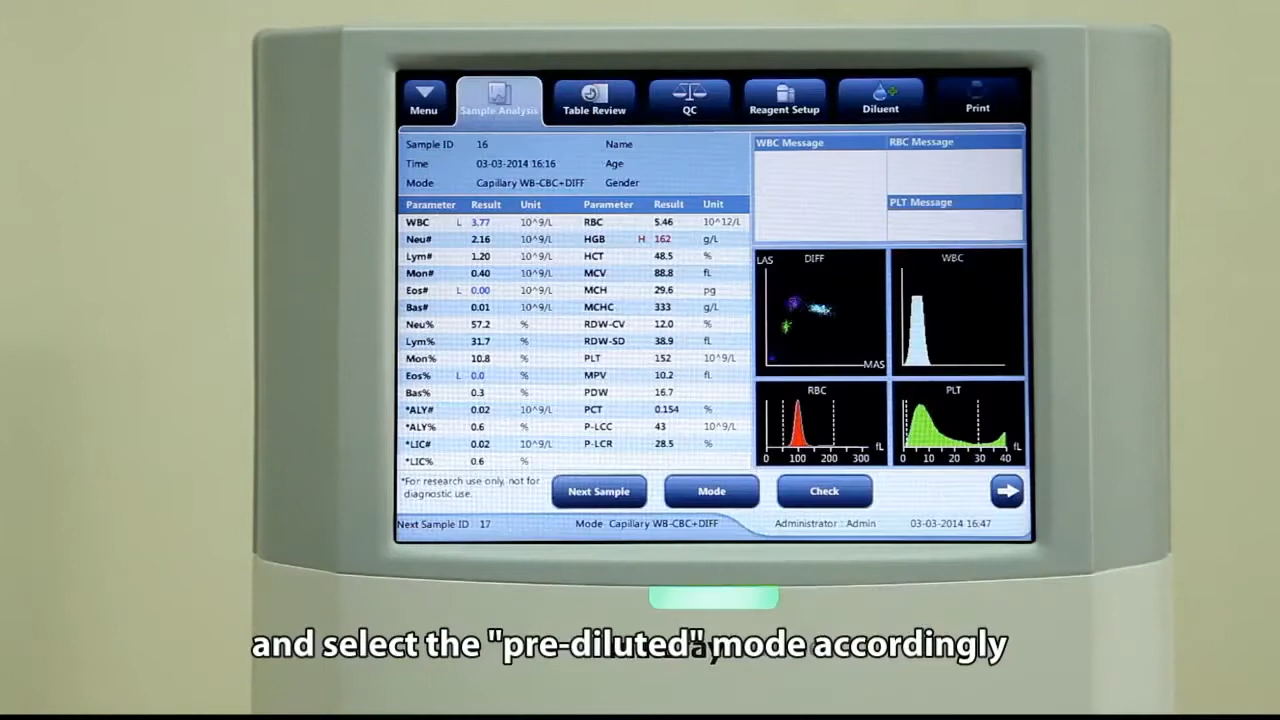 Menu Sample Analysis Table Review QC Reagent Setup Diluent Print
Sample ID 16 Name
Time 03-03-2014 16:16 Age
Mode Capillary WB-CBC+DIFF Gender
WBC Message RBC Message
PLT Message
Parameter Result Unit Parameter Result Unit
WBC L 3.77 10^9/L RBC 5.46 10^12/L
Neu# 2.16 10^9/L HGB H 162 g/L
Lym# 1.20 10^9/L HCT 48.5 %
Mon# 0.40 10^9/L MCV 88.8 fL
Eos# L 0.00 10^9/L MCH 29.6 pg
Bas# 0.01 10^9/L MCHC 333 g/L
Neu% 57.2 % RDW-CV 12.0 %
Lym% 31.7 % RDW-SD 38.9 fL
Mon% 10.8 % PLT 152 10^9/L
Eos% L 0.0 % MPV 10.2 fL
Bas% 0.3 % PDW 16.7
*ALY# 0.02 10^9/L PCT 0.154 %
*ALY% 0.6 % P-LCC 43 10^9/L
*LIC# 0.02 10^9/L P-LCR 28.5 %
*LIC% 0.6 %
LAS DIFF MAS
WBC
RBC
0 100 200 300 fL
PLT
0 10 20 30 40 fL
*For research use only, not for
diagnostic use.
Next Sample Mode Check
Next Sample ID 17 Mode Capillary WB-CBC+DIFF Administrator : Admin 03-03-2014 16:47
and select the "pre-diluted" mode accordingly